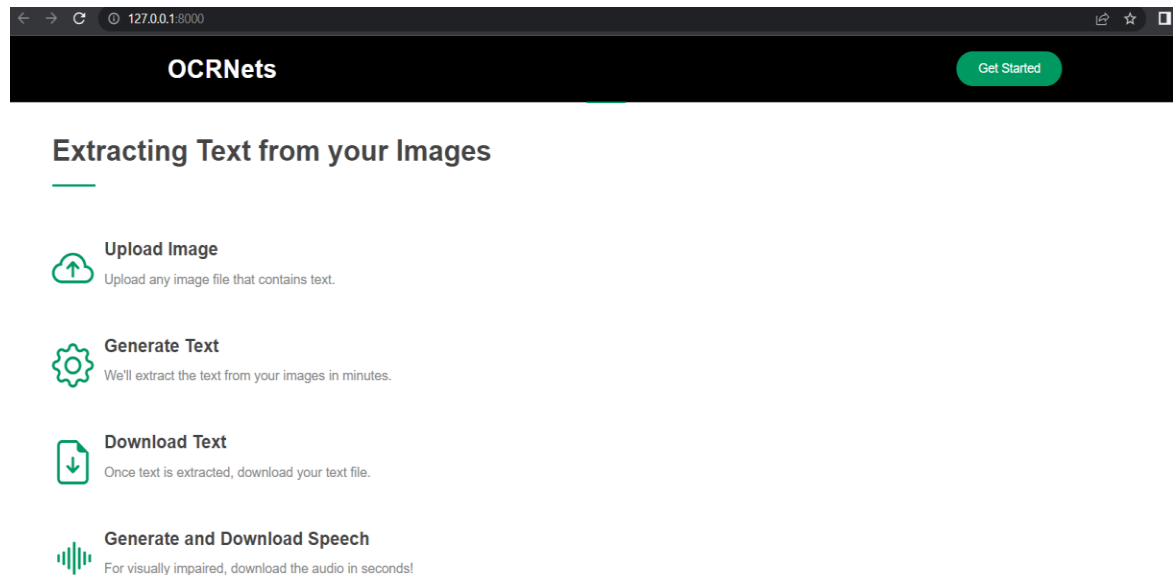 127.0.0.1:8000
OCRNets
Get Started
Extracting Text from your Images
Upload Image
Upload any image file that contains text.
Generate Text
We'll extract the text from your images in minutes.
Download Text
Once text is extracted, download your text file.
Generate and Download Speech
For visually impaired, download the audio in seconds!